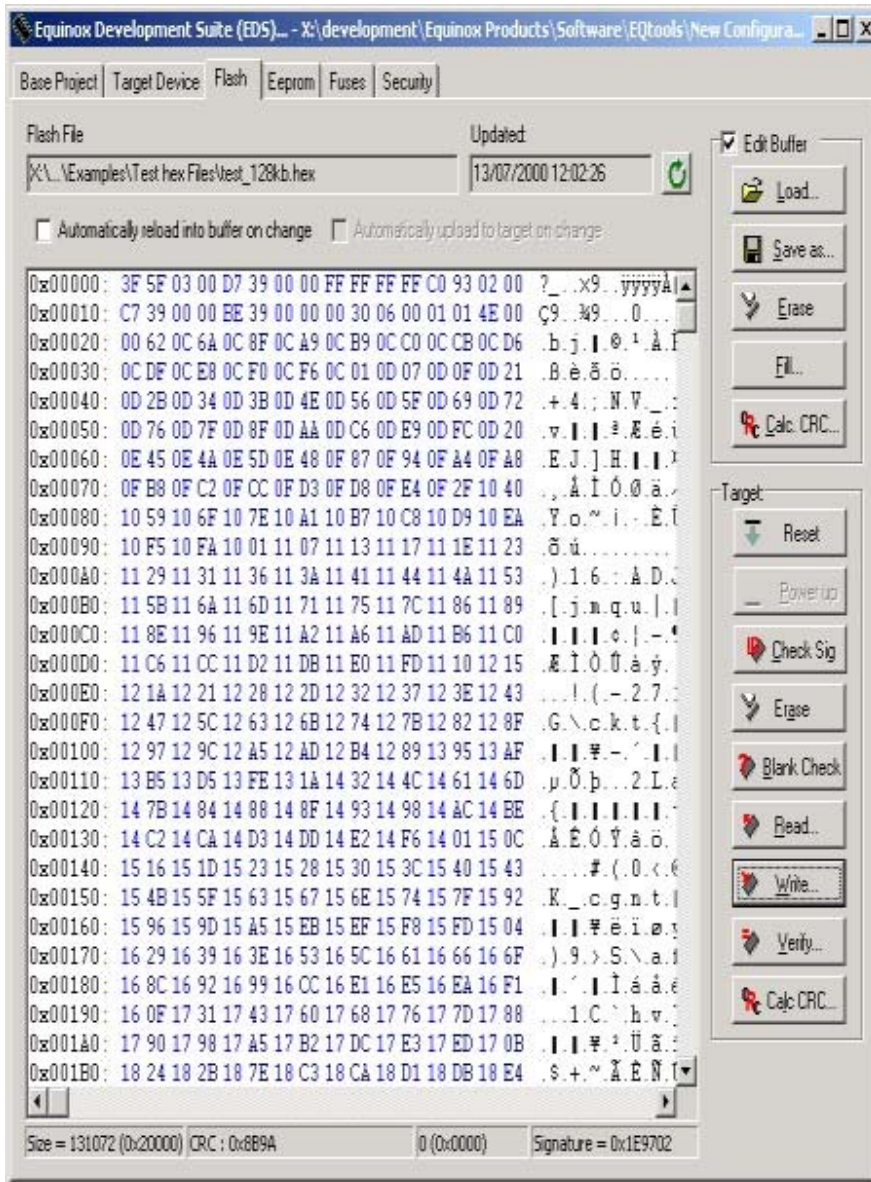 Equinox Development Suite (EDS)... - X:\development\Equinox Products\Software\EQtools\New Configura...
Base Project Target Device Flash Eeprom Fuses Security
Flash File Updated:
X:\...\Examples\Test hex Files\test_128kb.hex 13/07/2000 12:02:26
Automatically reload into buffer on change Automatically upload to target on change
0x00000: 3F 5F 03 00 D7 39 00 00 FF FF FF FF C0 93 02 00 ?_..×9..ÿÿÿÿÀ
0x00010: C7 39 00 00 BE 39 00 00 00 30 06 00 01 01 4E 00 Ç9..¾9...0...
0x00020: 00 62 0C 6A 0C 8F 0C A9 0C B9 0C C0 0C CB 0C D6 .b.j.▯.©.¹.À.
0x00030: 0C DF 0C E8 0C F0 0C F6 0C 01 0D 07 0D 0F 0D 21 .ß.è.ð.ö.....
0x00040: 0D 2B 0D 34 0D 3B 0D 4E 0D 56 0D 5F 0D 69 0D 72 .+.4.;.N.V._.
0x00050: 0D 76 0D 7F 0D 8F 0D AA 0D C6 0D E9 0D FC 0D 20 .v.▯.▯.ª.Æ.é.
0x00060: 0E 45 0E 4A 0E 5D 0E 48 0F 87 0F 94 0F A4 0F A8 .E.J.].H.▯.▯.
0x00070: 0F B8 0F C2 0F CC 0F D3 0F D8 0F E4 0F 2F 10 40 .¸.Â.Ì.Ó.Ø.ä.
0x00080: 10 59 10 6F 10 7E 10 A1 10 B7 10 C8 10 D9 10 EA .Y.o.~.¡.·.È.
0x00090: 10 F5 10 FA 10 01 11 07 11 13 11 17 11 1E 11 23 .õ.ú.........
0x000A0: 11 29 11 31 11 36 11 3A 11 41 11 44 11 4A 11 53 .).1.6.:.A.D.
0x000B0: 11 5B 11 6A 11 6D 11 71 11 75 11 7C 11 86 11 89 .[.j.m.q.u.|.
0x000C0: 11 8E 11 96 11 9E 11 A2 11 A6 11 AD 11 B6 11 C0 .▯.▯.▯.¢.¦.-.
0x000D0: 11 C6 11 CC 11 D2 11 DB 11 E0 11 FD 11 10 12 15 .Æ.Ì.Ò.Û.à.ý.
0x000E0: 12 1A 12 21 12 28 12 2D 12 32 12 37 12 3E 12 43 ...!.(.-.2.7.
0x000F0: 12 47 12 5C 12 63 12 6B 12 74 12 7B 12 82 12 8F .G.\.c.k.t.{.
0x00100: 12 97 12 9C 12 A5 12 AD 12 B4 12 89 13 95 13 AF .▯.▯.¥.-.´.▯.
0x00110: 13 B5 13 D5 13 FE 13 1A 14 32 14 4C 14 61 14 6D .µ.Õ.þ...2.L.
0x00120: 14 7B 14 84 14 88 14 8F 14 93 14 98 14 AC 14 BE .{.▯.▯.▯.▯.▯.
0x00130: 14 C2 14 CA 14 D3 14 DD 14 E2 14 F6 14 01 15 0C .Â.Ê.Ó.Ý.â.ö.
0x00140: 15 16 15 1D 15 23 15 28 15 30 15 3C 15 40 15 43 .....#.(.0.<.
0x00150: 15 4B 15 5F 15 63 15 67 15 6E 15 74 15 7F 15 92 .K._.c.g.n.t.
0x00160: 15 96 15 9D 15 A5 15 EB 15 EF 15 F8 15 FD 15 04 .▯.▯.¥.ë.ï.ø.
0x00170: 16 29 16 39 16 3E 16 53 16 5C 16 61 16 66 16 6F .).9.>.S.\.a.
0x00180: 16 8C 16 92 16 99 16 CC 16 E1 16 E5 16 EA 16 F1
0x00190: 16 0F 17 31 17 43 17 60 17 68 17 76 17 7D 17 88 ...1.C.`.h.v.
0x001A0: 17 90 17 98 17 A5 17 B2 17 DC 17 E3 17 ED 17 0B .▯.▯.¥.².Ü.ã.
0x001B0: 18 24 18 2B 18 7E 18 C3 18 CA 18 D1 18 DB 18 E4 .$.+.~.Ã.Ê.Ñ.
Size = 131072 (0x20000) CRC : 0x8B9A 0 (0x0000) Signature = 0x1E9702
Edit Buffer
Load...
Save as...
Erase
Fill...
Calc. CRC...
Target:
Reset
Power up
Check Sig
Erase
Blank Check
Read...
Write...
Verify...
Calc CRC...